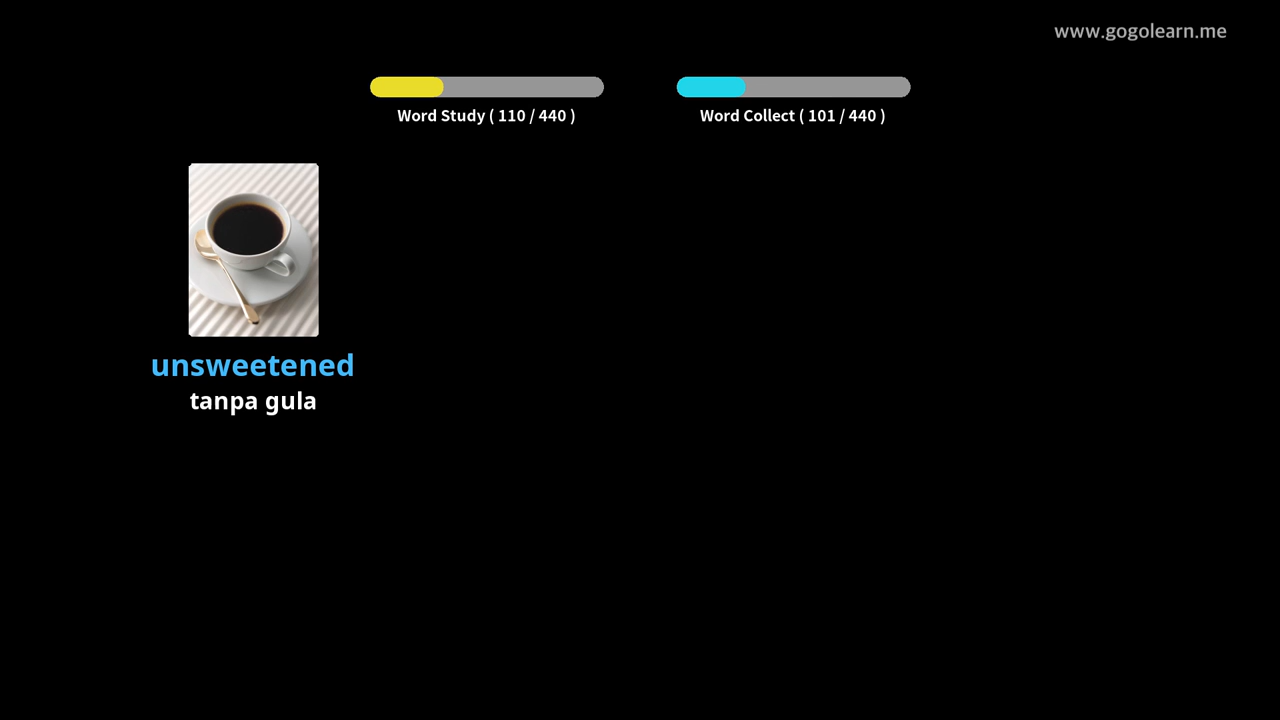 www.gogolearn.me
Word Study ( 110 / 440 )
Word Collect ( 101 / 440 )
unsweetened
tanpa gula